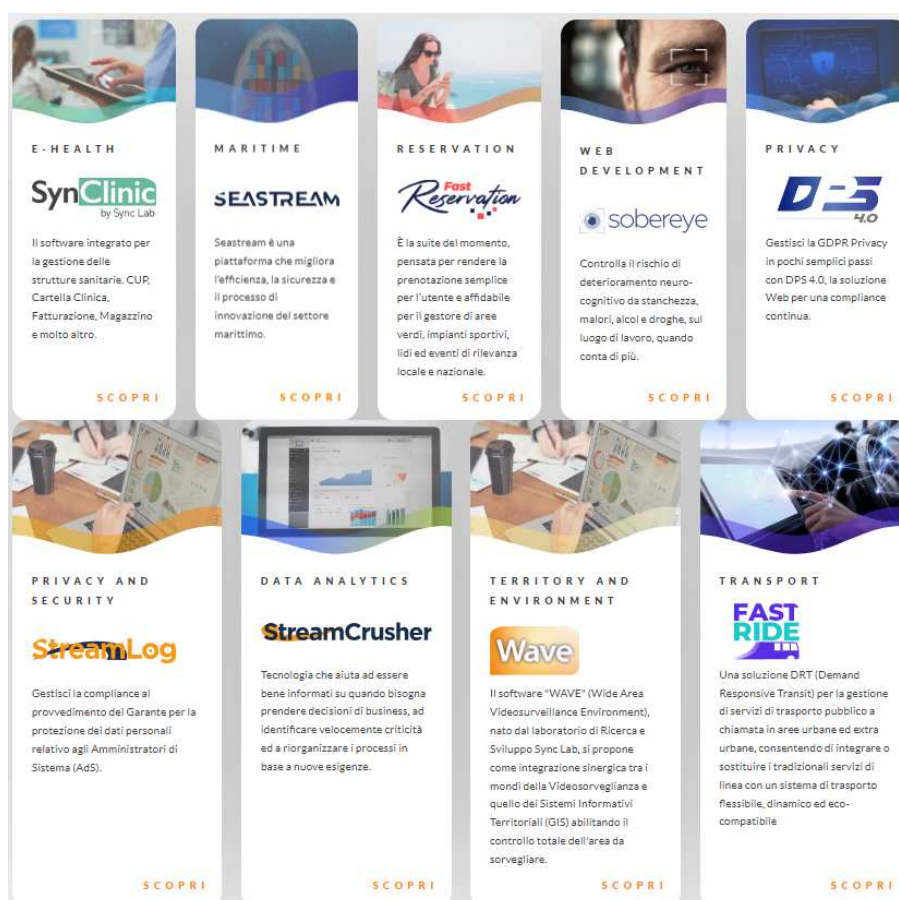 E-HEALTH
SynClinic
by Sync Lab
Il software integrato per
la gestione delle
strutture sanitarie. CUP,
Cartella Clinica,
Fatturazione, Magazzino
e molto altro.
SCOPRI
MARITIME
SEASTREAM
Seastream è una
piattaforma che migliora
l'efficienza, la sicurezza e
il processo di
innovazione del settore
marittimo.
SCOPRI
RESERVATION
Fast
Reservation
È la suite del momento,
pensata per rendere la
prenotazione semplice
per l'utente e affidabile
per il gestore di aree
verdi, impianti sportivi,
lidi ed eventi di rilevanza
locale e nazionale.
SCOPRI
WEB
DEVELOPMENT
sobereye
Controlla il rischio di
deterioramento neuro-
cognitivo da stanchezza,
malori, alcol e droghe, sul
luogo di lavoro, quando
conta di più.
SCOPRI
PRIVACY
DPS
4.0
Gestisci la GDPR Privacy
in pochi semplici passi
con DPS 4.0, la soluzione
Web per una compliance
continua.
SCOPRI
PRIVACY AND
SECURITY
StreamLog
Gestisci la compliance al
provvedimento del Garante per la
protezione dei dati personali
relativo agli Amministratori di
Sistema (AdS).
SCOPRI
DATA ANALYTICS
StreamCrusher
Tecnologia che aiuta ad essere
bene informati su quando bisogna
prendere decisioni di business, ad
identificare velocemente criticità
ed a riorganizzare i processi in
base a nuove esigenze.
SCOPRI
TERRITORY AND
ENVIRONMENT
Wave
Il software "WAVE" (Wide Area
Videosurveillance Environment),
nato dal laboratorio di Ricerca e
Sviluppo Sync Lab, si propone
come integrazione sinergica tra i
mondi della Videosorveglianza e
quello dei Sistemi Informativi
Territoriali (GIS) abilitando il
controllo totale dell'area da
sorvegliare.
SCOPRI
TRANSPORT
FAST
RIDE
Una soluzione DRT (Demand
Responsive Transit) per la gestione
di servizi di trasporto pubblico a
chiamata in aree urbane ed extra
urbane, consentendo di integrare o
sostituire i tradizionali servizi di
linea con un sistema di trasporto
flessibile, dinamico ed eco-
compatibile
SCOPRI